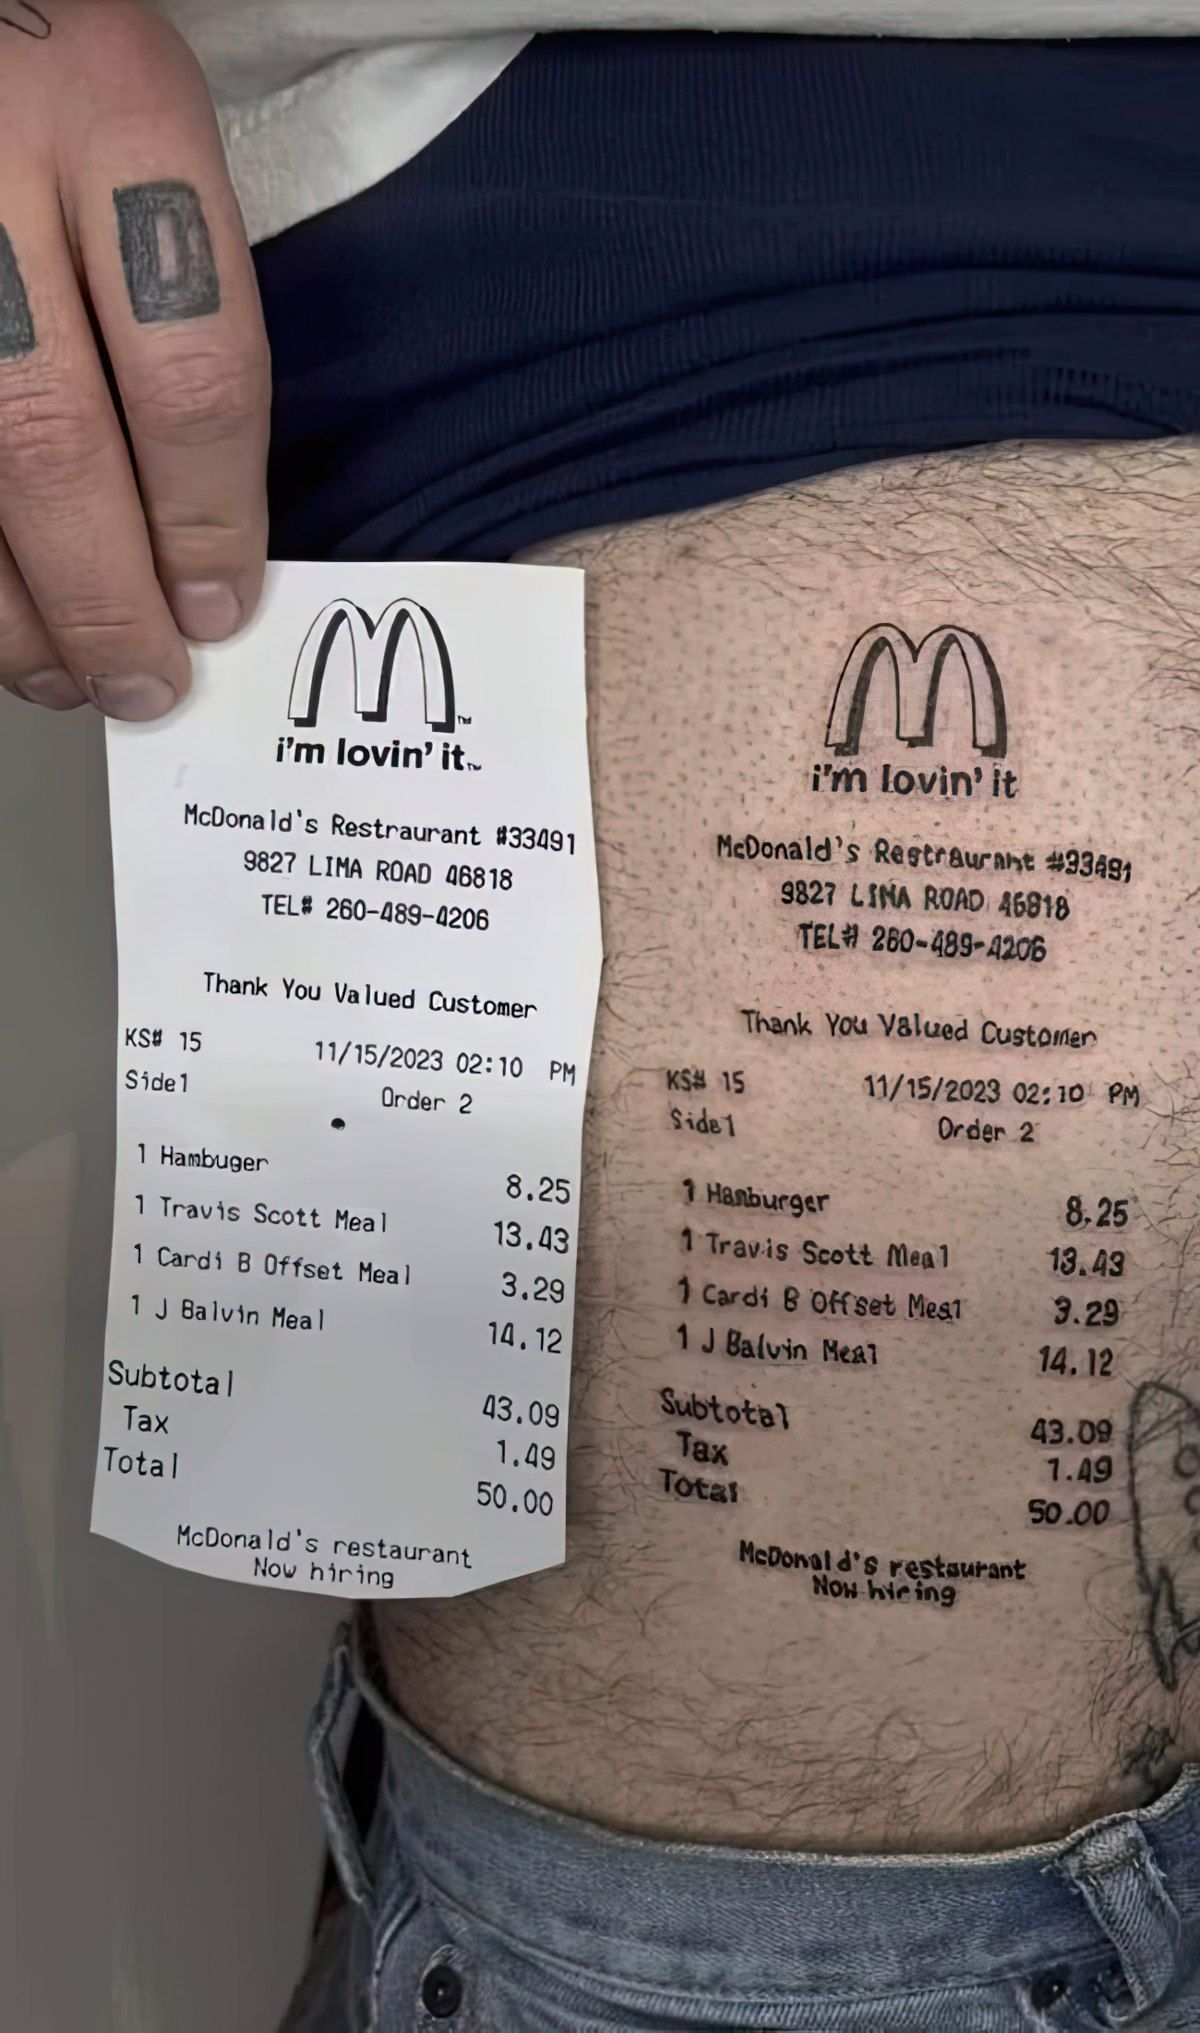 i'm lovin' it™
McDonald's Restraurant #33491
9827 LIMA ROAD 46818
TEL# 260-489-4206
Thank You Valued Customer
KS# 15 11/15/2023 02:10 PM
Side1 Order 2
1 Hambuger 8.25
1 Travis Scott Meal 13.43
1 Cardi B Offset Meal 3.29
1 J Balvin Meal 14.12
Subtotal 43.09
Tax 1.49
Total 50.00
McDonald's restaurant
Now hiring
i'm lovin' it
McDonald's Restraurant #33491
9827 LIMA ROAD 46818
TEL# 260-489-4206
Thank You Valued Customer
KS# 15 11/15/2023 02:10 PM
Side1 Order 2
1 Hamburger 8.25
1 Travis Scott Meal 13.43
1 Cardi B Offset Meal 3.29
1 J Balvin Meal 14.12
Subtotal 43.09
Tax 1.49
Total 50.00
McDonald's restaurant
Now hiring